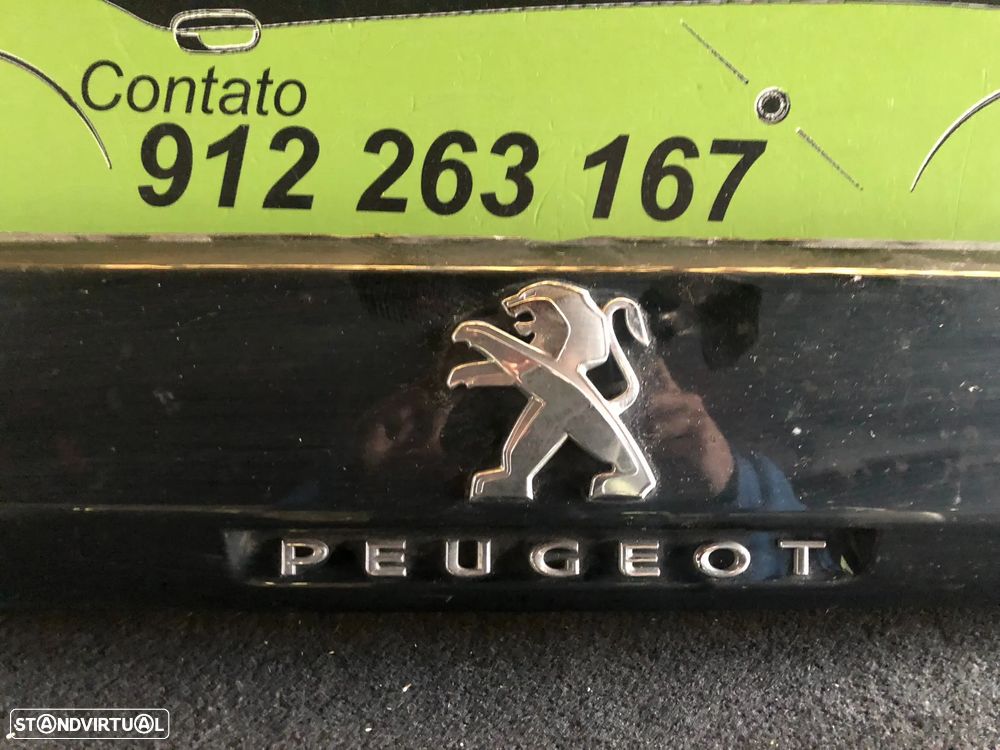 Contato
912 263 167
PEUGEOT
STANDVIRTUAL